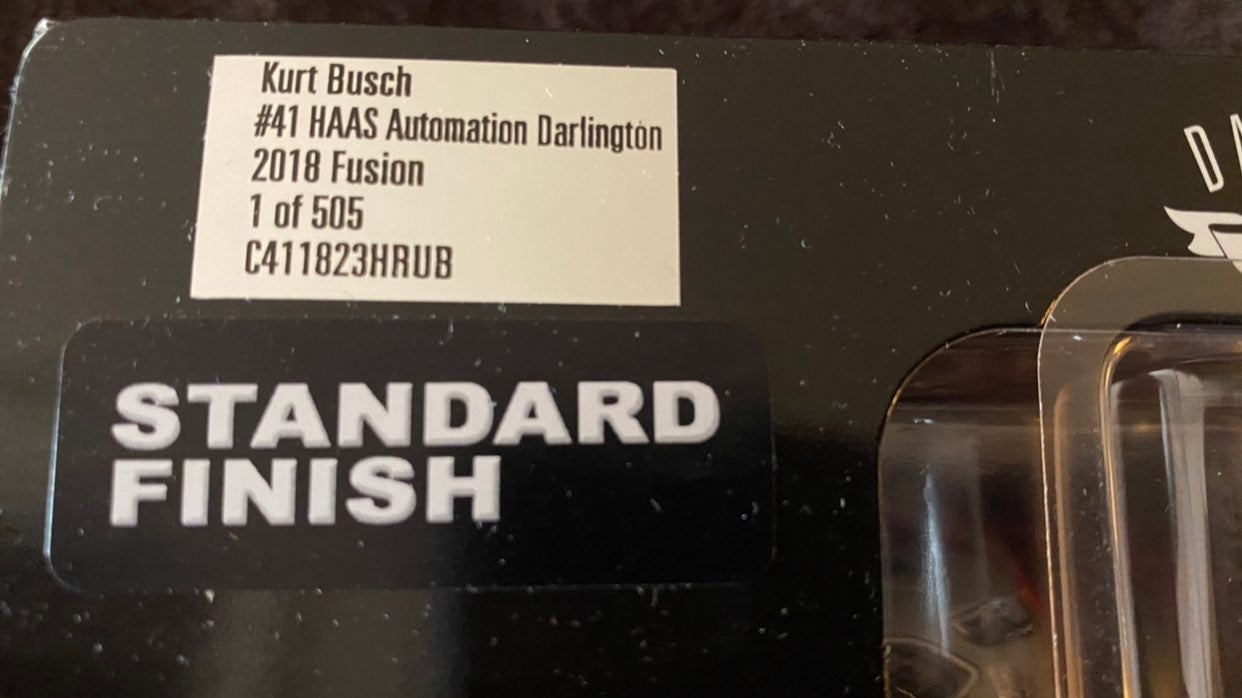 Kurt Busch
#41 HAAS Automation Darlington
2018 Fusion
1 of 505
C411823HRUB
STANDARD
FINISH